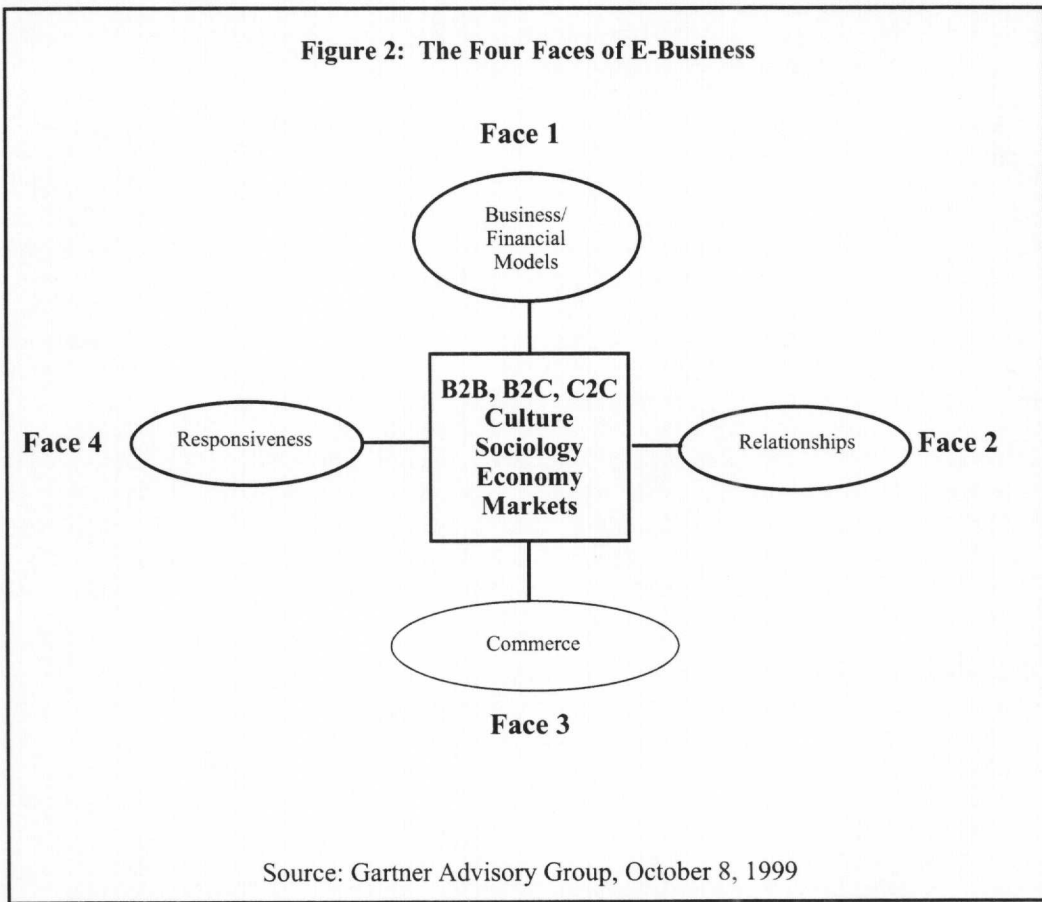 Figure 2: The Four Faces of E-Business
Face 1
Business/
Financial
Models
B2B, B2C, C2C
Culture
Sociology
Economy
Markets
Face 4
Responsiveness
Relationships
Face 2
Commerce
Face 3
Source: Gartner Advisory Group, October 8, 1999